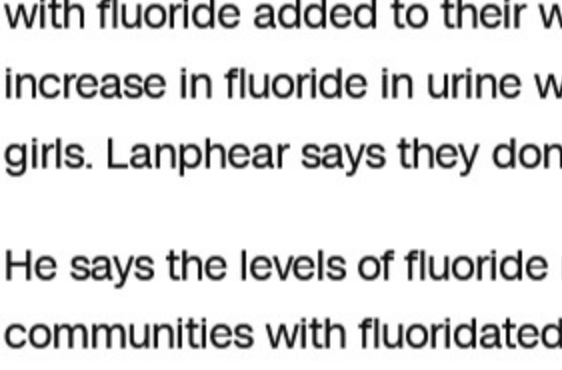 with fluoride added to their w
increase in fluoride in urine w
girls. Lanphear says they don
He says the levels of fluoride
communities with fluoridated